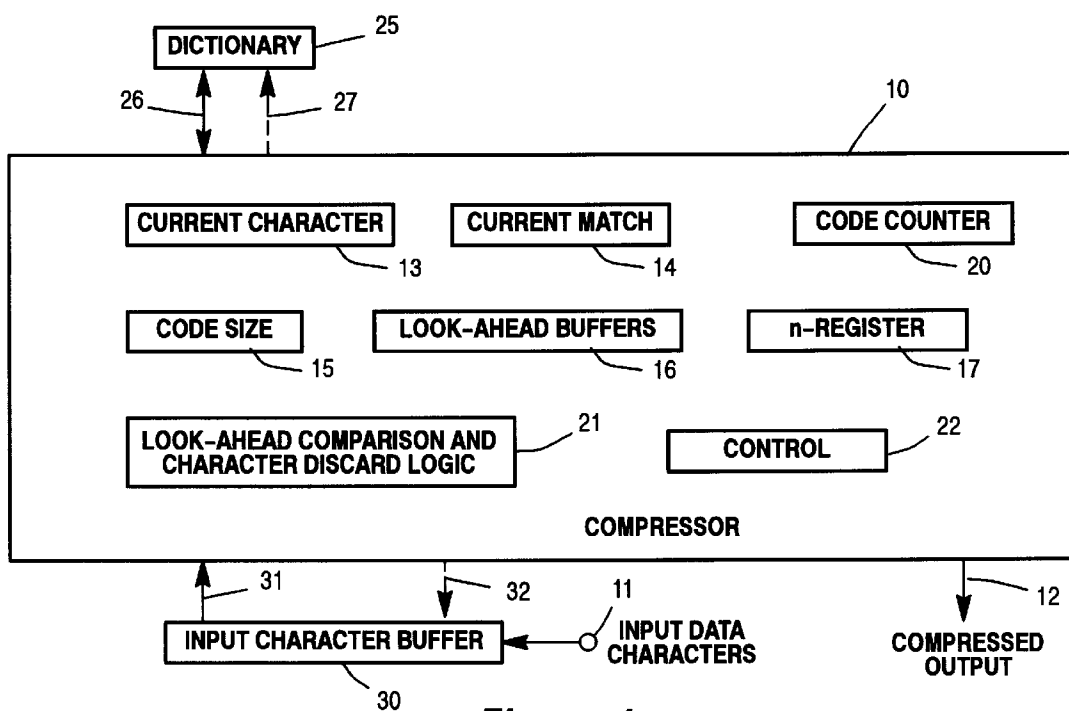 DICTIONARY
25
26
27
10
CURRENT CHARACTER
CURRENT MATCH
CODE COUNTER
13
14
20
CODE SIZE
LOOK-AHEAD BUFFERS
n-REGISTER
15
16
17
LOOK-AHEAD COMPARISON AND
CHARACTER DISCARD LOGIC
21
CONTROL
22
COMPRESSOR
31
32
11
12
INPUT CHARACTER BUFFER
INPUT DATA
CHARACTERS
COMPRESSED
OUTPUT
30